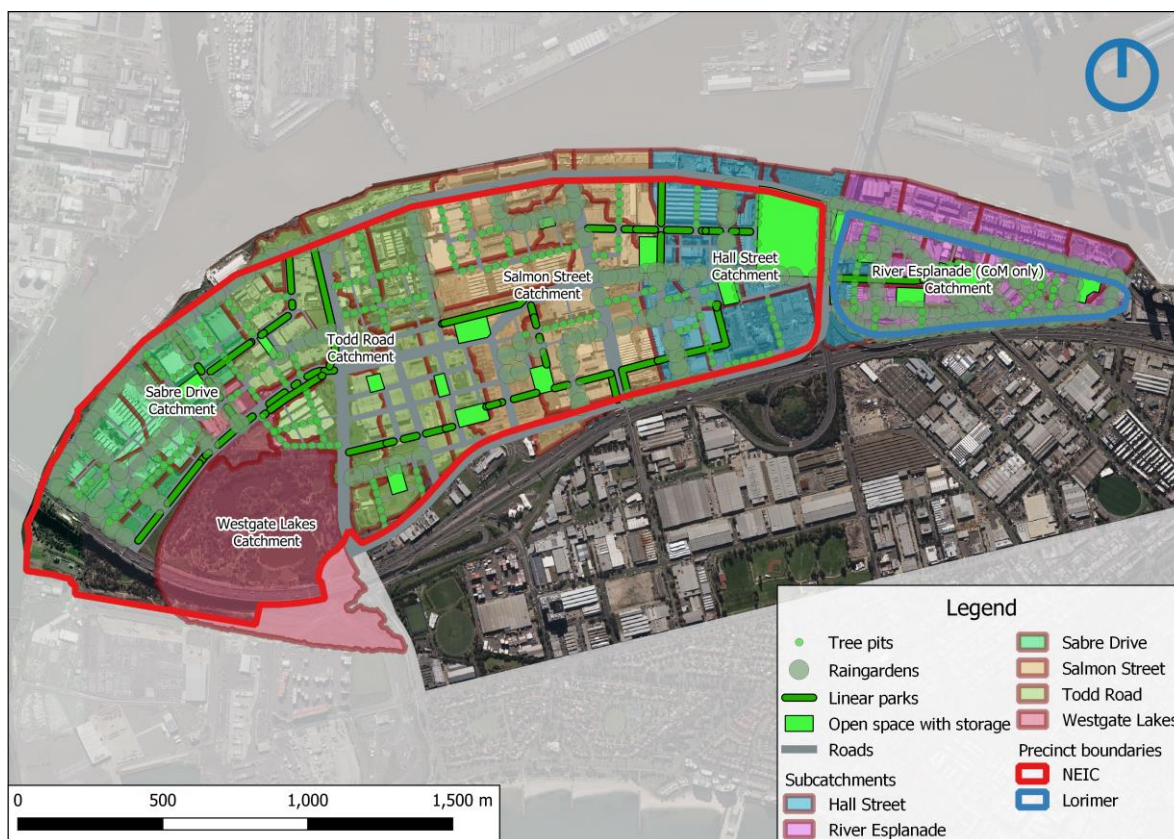 Hall Street
Catchment
River Esplanade (CoM only)
Catchment
Salmon Street
Catchment
Todd Road
Catchment
Sabre Drive
Catchment
Westgate Lakes
Catchment
Legend
Tree pits
Raingardens
Linear parks
Open space with storage
Roads
Subcatchments
Hall Street
River Esplanade
Sabre Drive
Salmon Street
Todd Road
Westgate Lakes
Precinct boundaries
NEIC
Lorimer
0 500 1,000 1,500 m